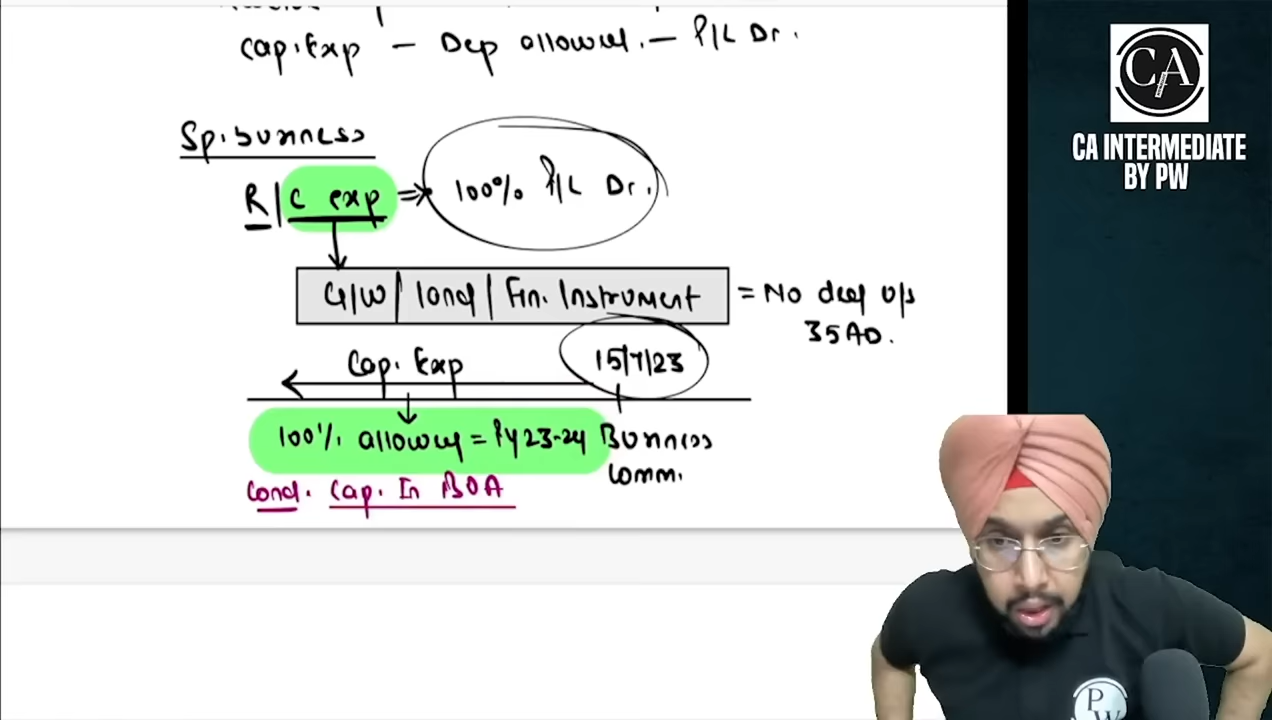 Cap. Exp – Dep allowed. – P/L Dr.
Sp. business
R/C exp ⇒ 100% P/L Dr.
G/W | Land | Fin. Instrument = No ded u/s
35AD.
Cap. Exp 15/7/23
100% allowed = PY 23-24 Business
Comm.
Cond. Cap. In BOA
CA
CA INTERMEDIATE
BY PW
P
W